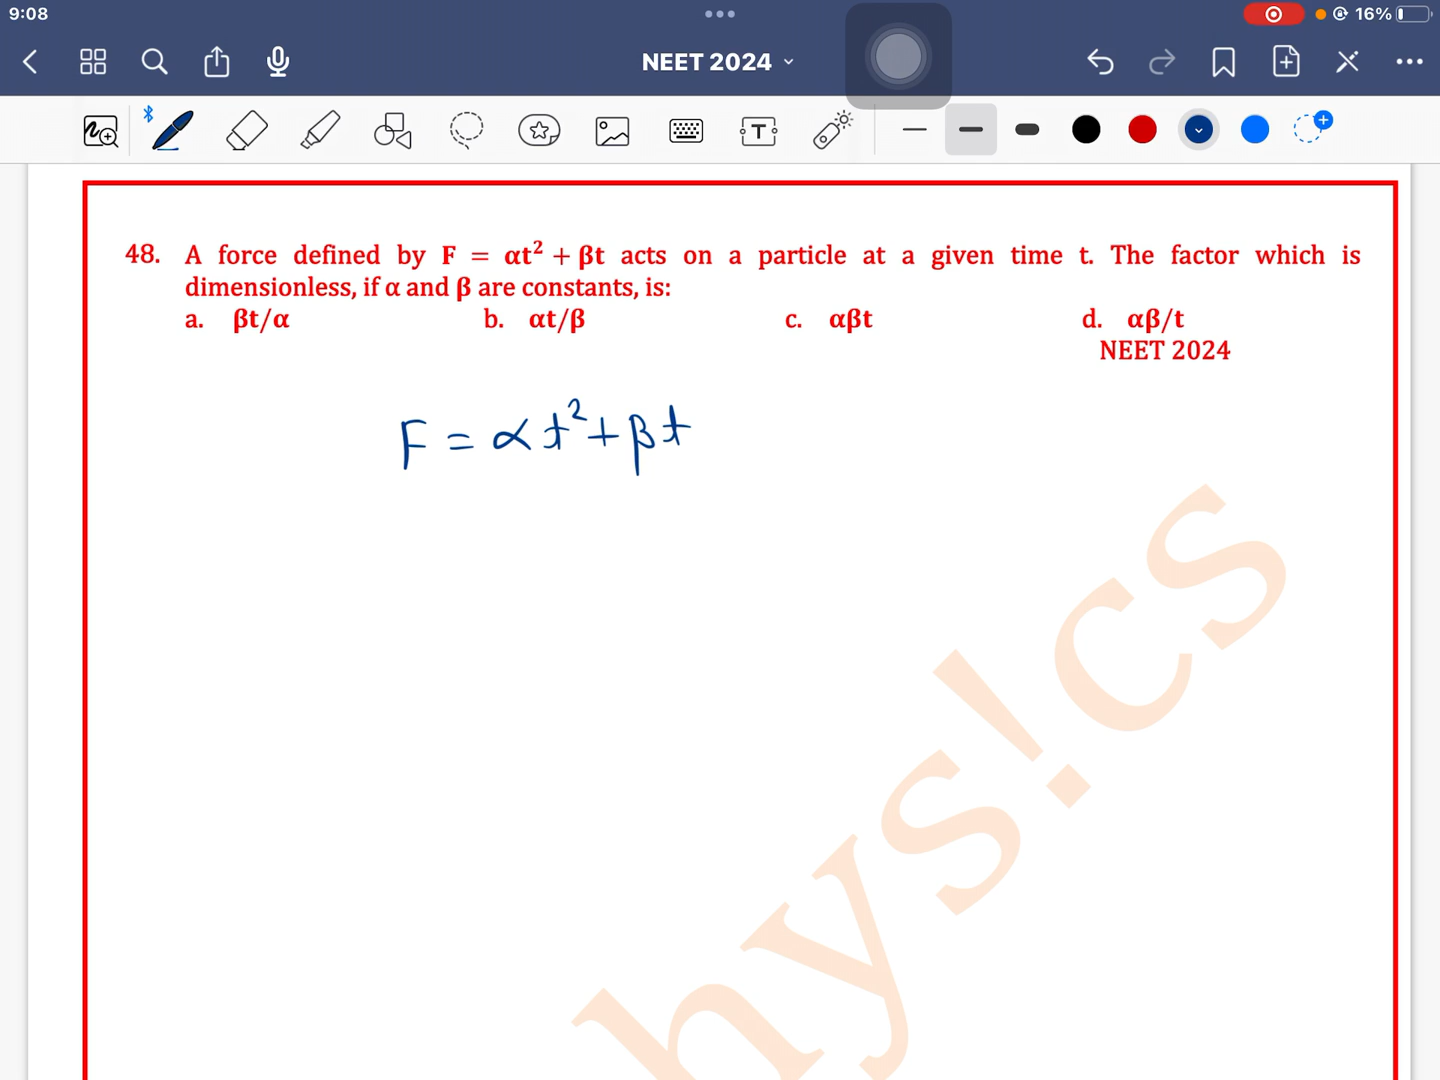 9:08
16%
NEET 2024
T
48. A force defined by F = αt² + βt acts on a particle at a given time t. The factor which is
dimensionless, if α and β are constants, is:
a. βt/α b. αt/β c. αβt d. αβ/t
NEET 2024
F = αt² + βt
hys!cs